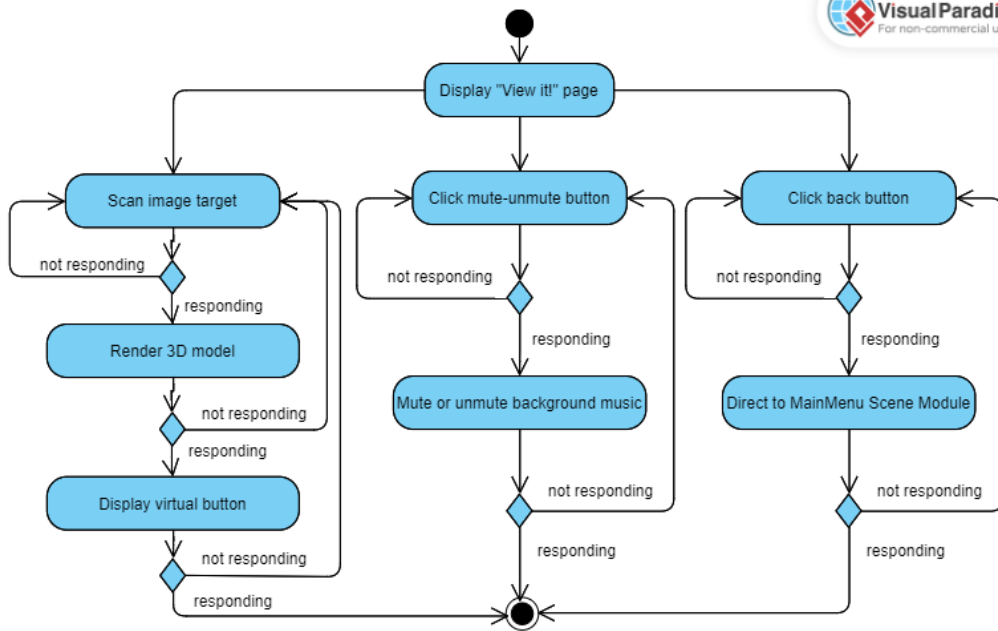 VisualParadi
For non-commercial u
Display "View it!" page
Scan image target
Click mute-unmute button
Click back button
not responding
not responding
not responding
responding
responding
responding
Render 3D model
Mute or unmute background music
Direct to MainMenu Scene Module
not responding
responding
Display virtual button
not responding
not responding
not responding
responding
responding
responding